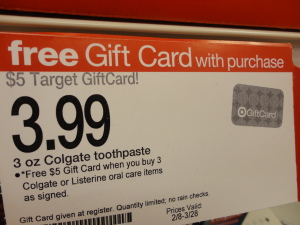 free Gift Card with purchase
$5 Target GiftCard!
GiftCard
3.99
3 oz Colgate toothpaste
•*Free $5 Gift Card when you buy 3
Colgate or Listerine oral care items
as signed.
Gift Card given at register. Quantity limited; no rain checks.
Prices Valid
2/8-3/28